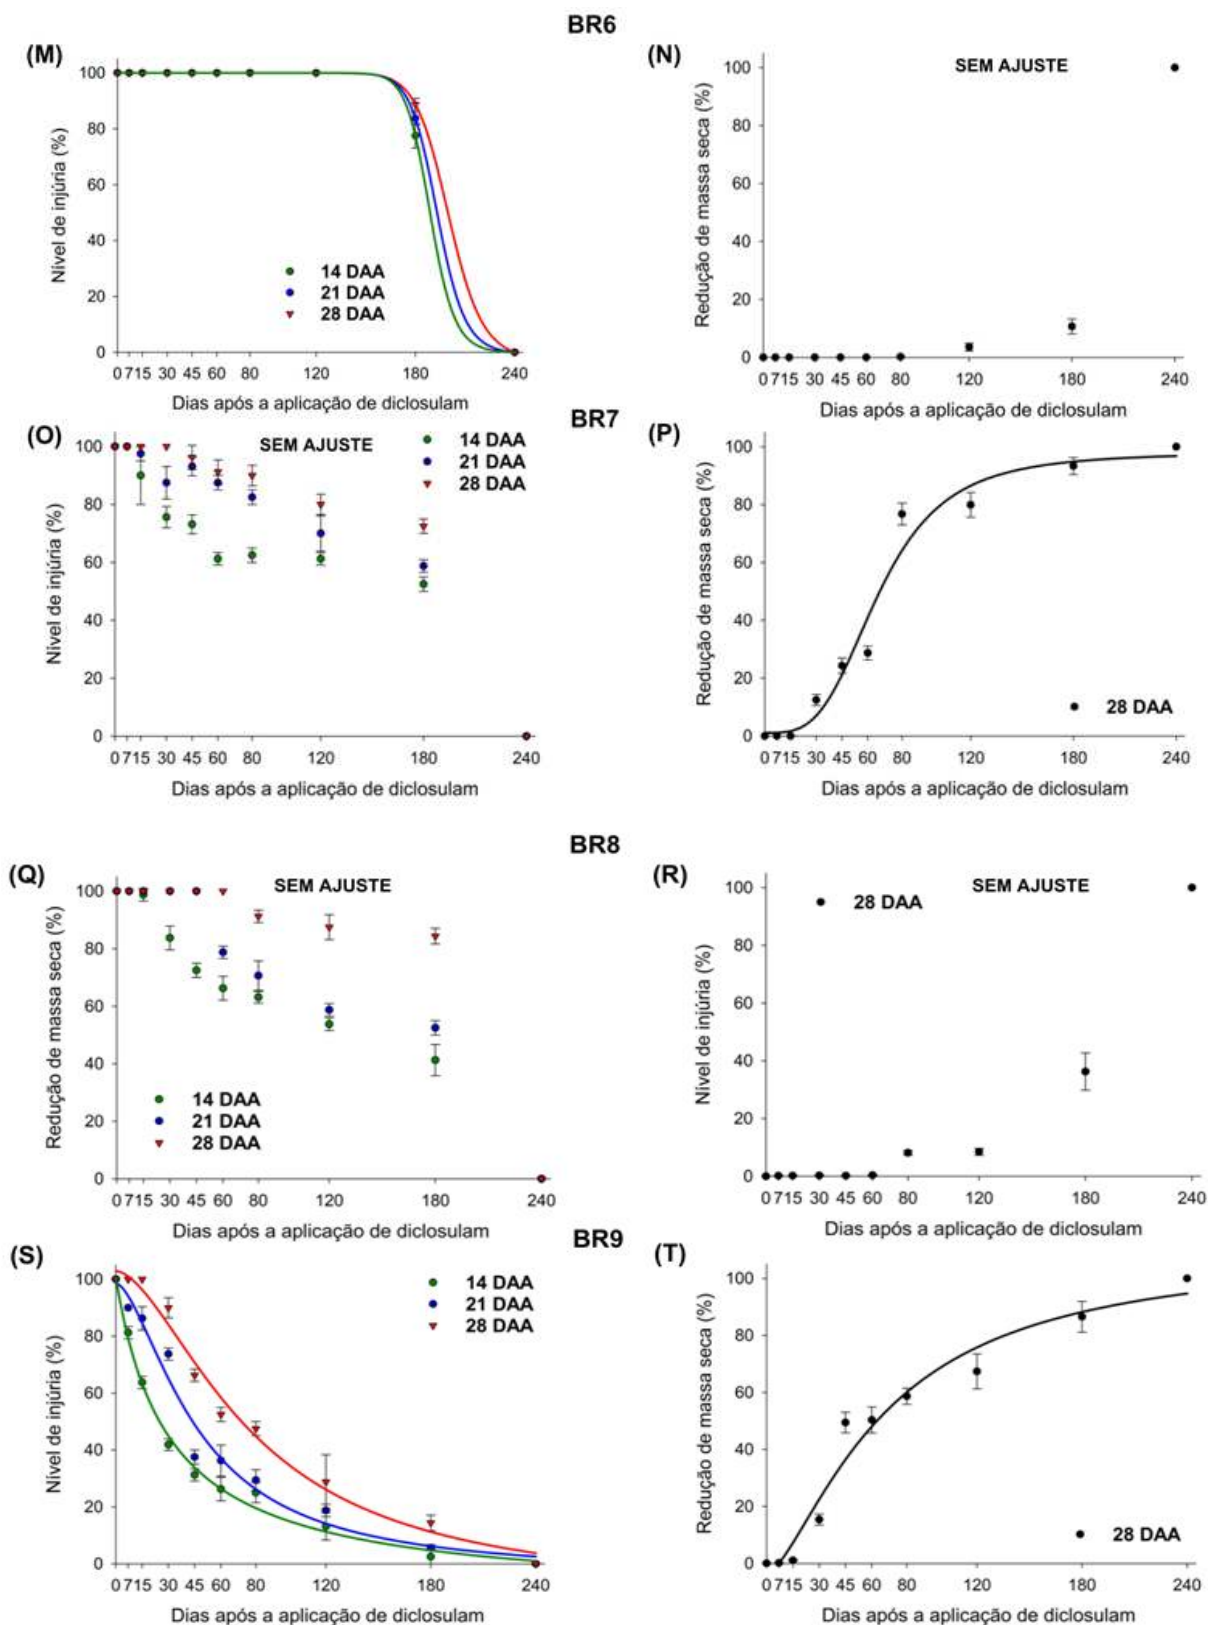 BR6
(M)
100
80
60
40
20
0
Nível de injúria (%)
14 DAA
21 DAA
28 DAA
0 7 15 30 45 60 80 120 180 240
Dias após a aplicação de diclosulam
(N)
SEM AJUSTE
100
80
60
40
20
0
Redução de massa seca (%)
0 7 15 30 45 60 80 120 180 240
Dias após a aplicação de diclosulam
BR7
(O)
SEM AJUSTE
14 DAA
21 DAA
28 DAA
100
80
60
40
20
0
Nível de injúria (%)
0 7 15 30 45 60 80 120 180 240
Dias após a aplicação de diclosulam
(P)
100
80
60
40
20
0
Redução de massa seca (%)
28 DAA
0 7 15 30 45 60 80 120 180 240
Dias após a aplicação de diclosulam
BR8
(Q)
SEM AJUSTE
100
80
60
40
20
0
Redução de massa seca (%)
14 DAA
21 DAA
28 DAA
0 7 15 30 45 60 80 120 180 240
Dias após a aplicação de diclosulam
(R)
SEM AJUSTE
28 DAA
100
80
60
40
20
0
Nível de injúria (%)
0 7 15 30 45 60 80 120 180 240
Dias após a aplicação de diclosulam
BR9
(S)
14 DAA
21 DAA
28 DAA
100
80
60
40
20
0
Nível de injúria (%)
0 7 15 30 45 60 80 120 180 240
Dias após a aplicação de diclosulam
(T)
100
80
60
40
20
0
Redução de massa seca (%)
28 DAA
0 7 15 30 45 60 80 120 180 240
Dias após a aplicação de diclosulam